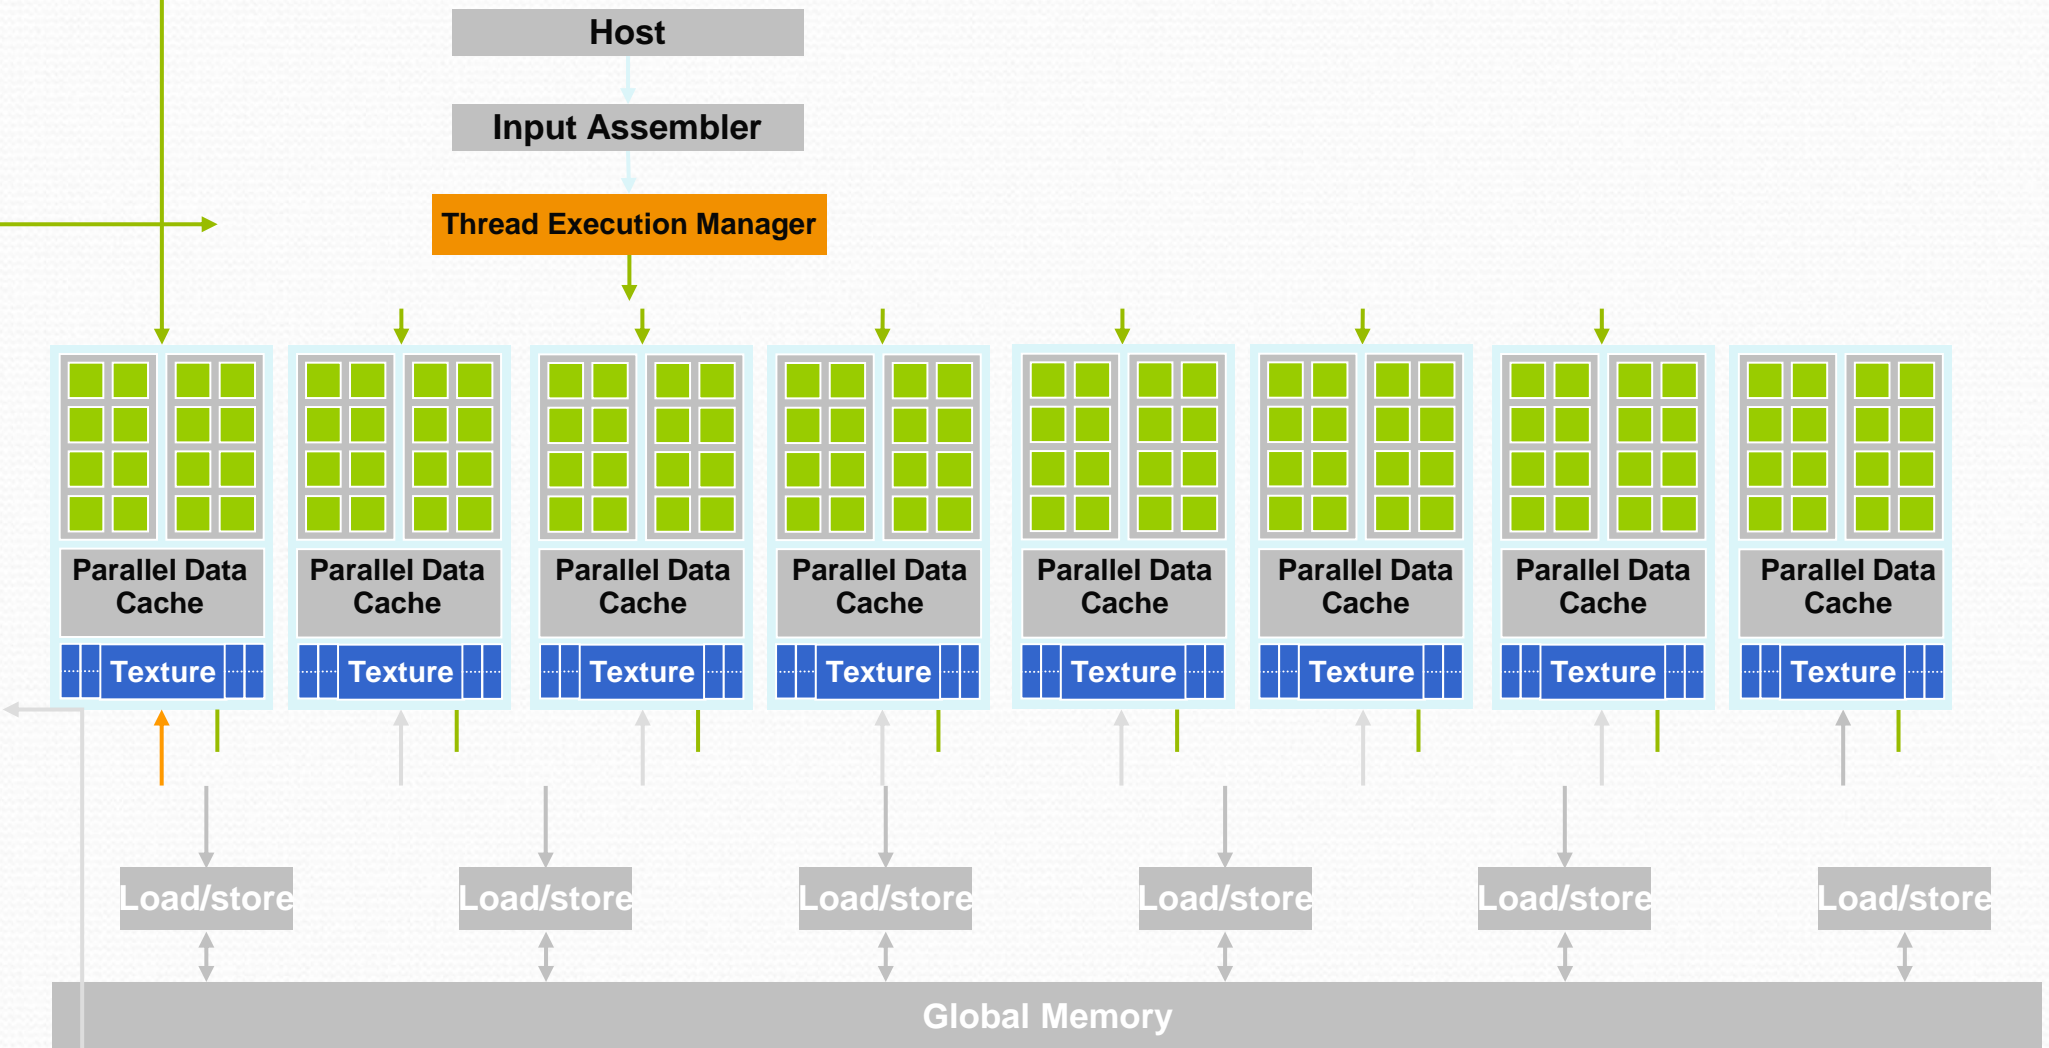 Host
Input Assembler
Thread Execution Manager
Parallel Data
Cache
Parallel Data
Cache
Parallel Data
Cache
Parallel Data
Cache
Parallel Data
Cache
Parallel Data
Cache
Parallel Data
Cache
Parallel Data
Cache
Texture
Texture
Texture
Texture
Texture
Texture
Texture
Texture
Load/store
Load/store
Load/store
Load/store
Load/store
Load/store
Global Memory